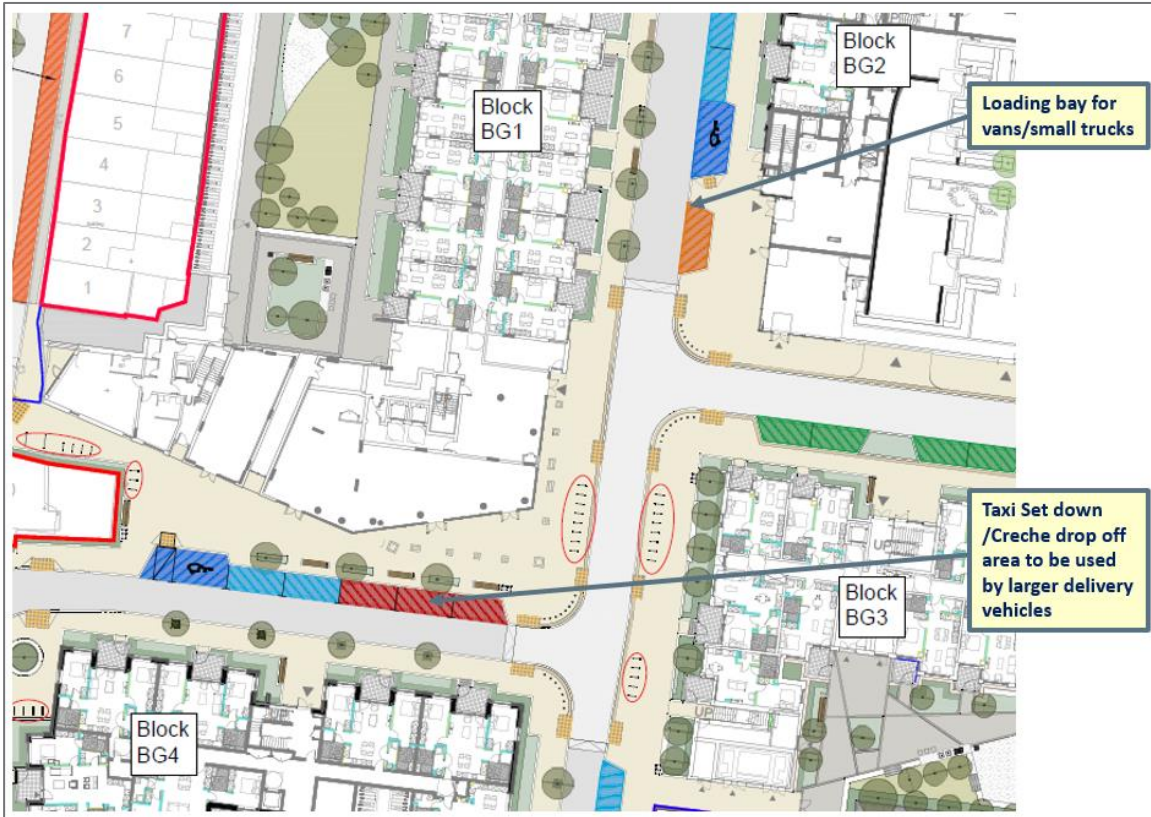 7
6
5
4
3
2
1
Block
BG1
Block
BG2
Loading bay for
vans/small trucks
Taxi Set down
/Creche drop off
area to be used
by larger delivery
vehicles
Block
BG3
Block
BG4